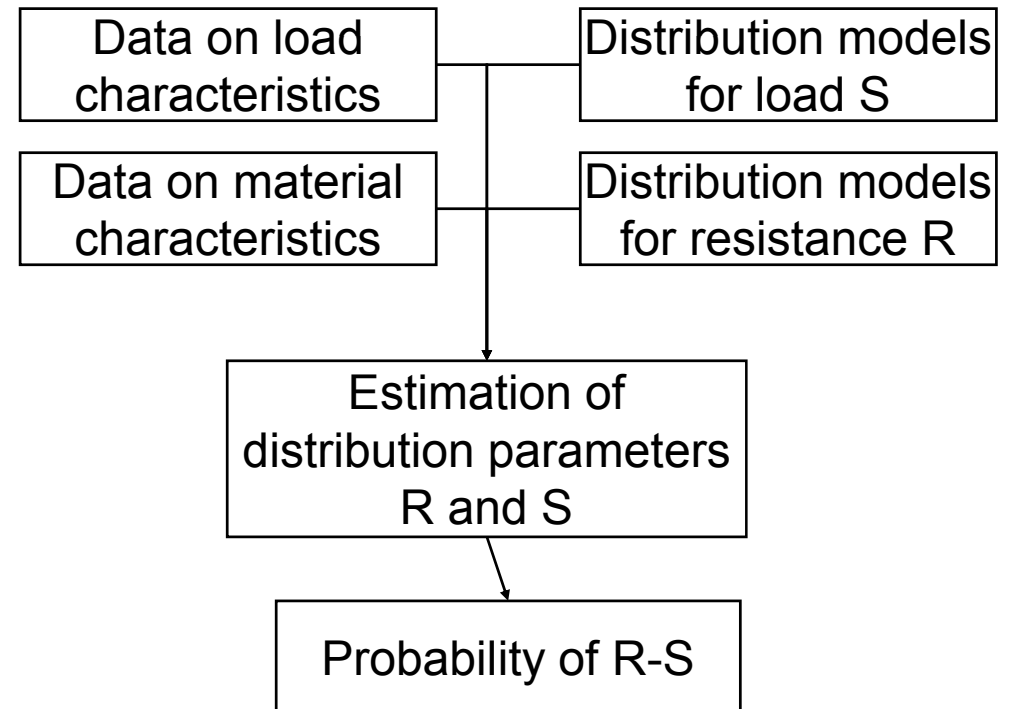 Data on load
characteristics
Distribution models
for load S
Data on material
characteristics
Distribution models
for resistance R
Estimation of
distribution parameters
R and S
Probability of R-S